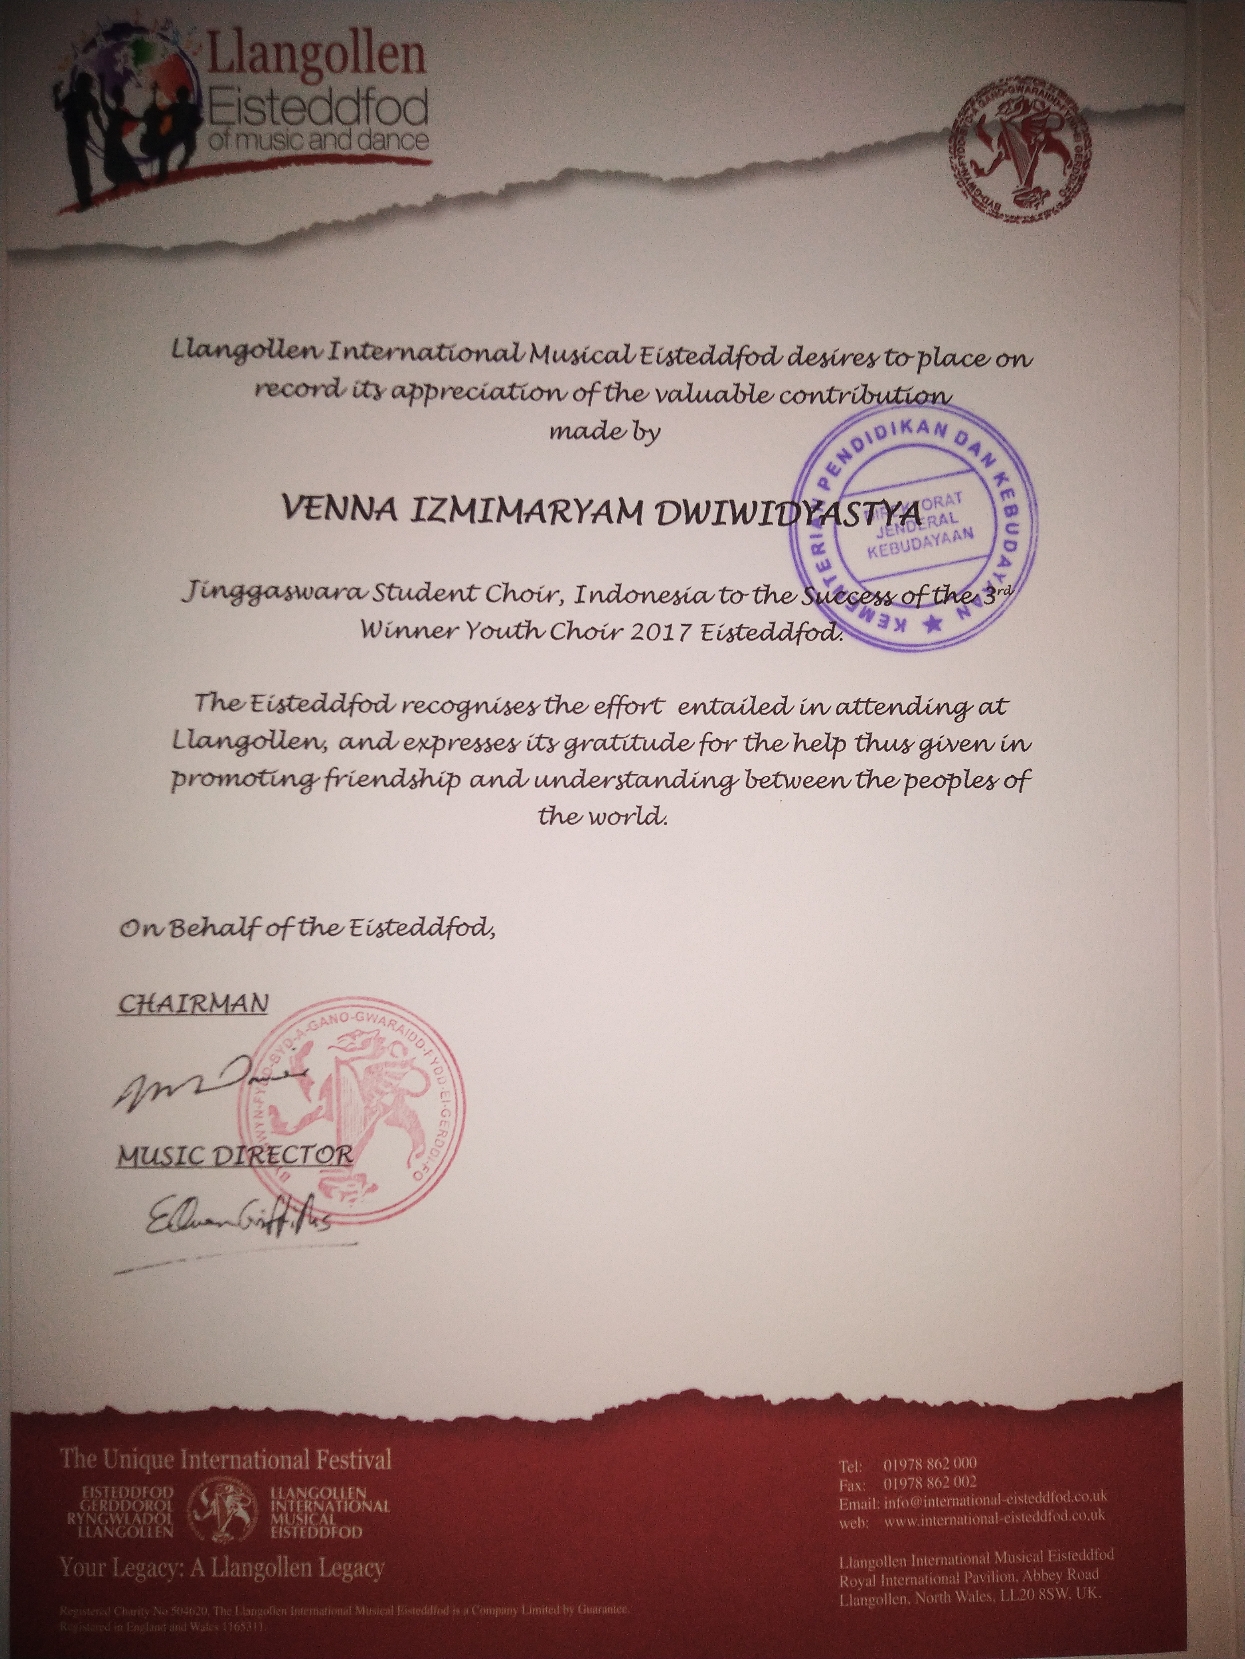 Llangollen
Eisteddfod
of music and dance
Llangollen International Musical Eisteddfod desires to place on
record its appreciation of the valuable contribution
made by
VENNA IZMIMARYAM DWIWIDYASTYA
KEMENTERIAN PENDIDIKAN DAN KEBUDAYAAN
DIREKTORAT
JENDERAL
KEBUDAYAAN
Jinggaswara Student Choir, Indonesia to the Success of the 3rd
Winner Youth Choir 2017 Eisteddfod.
The Eisteddfod recognises the effort entailed in attending at
Llangollen, and expresses its gratitude for the help thus given in
promoting friendship and understanding between the peoples of
the world.
On Behalf of the Eisteddfod,
CHAIRMAN
BYD-A-GANO-GWARAIDD-FYDD-EI-GERDDI-FO
MUSIC DIRECTOR
The Unique International Festival
EISTEDDFOD
GERDDOROL
RYNGWLADOL
LLANGOLLEN
LLANGOLLEN
INTERNATIONAL
MUSICAL
EISTEDDFOD
Your Legacy: A Llangollen Legacy
Registered Charity No 504620, The Llangollen International Musical Eisteddfod is a Company Limited by Guarantee.
Registered in England and Wales 1165311.
Tel: 01978 862 000
Fax: 01978 862 002
Email: info@international-eisteddfod.co.uk
web: www.international-eisteddfod.co.uk
Llangollen International Musical Eisteddfod
Royal International Pavilion, Abbey Road
Llangollen, North Wales, LL20 8SW, UK.